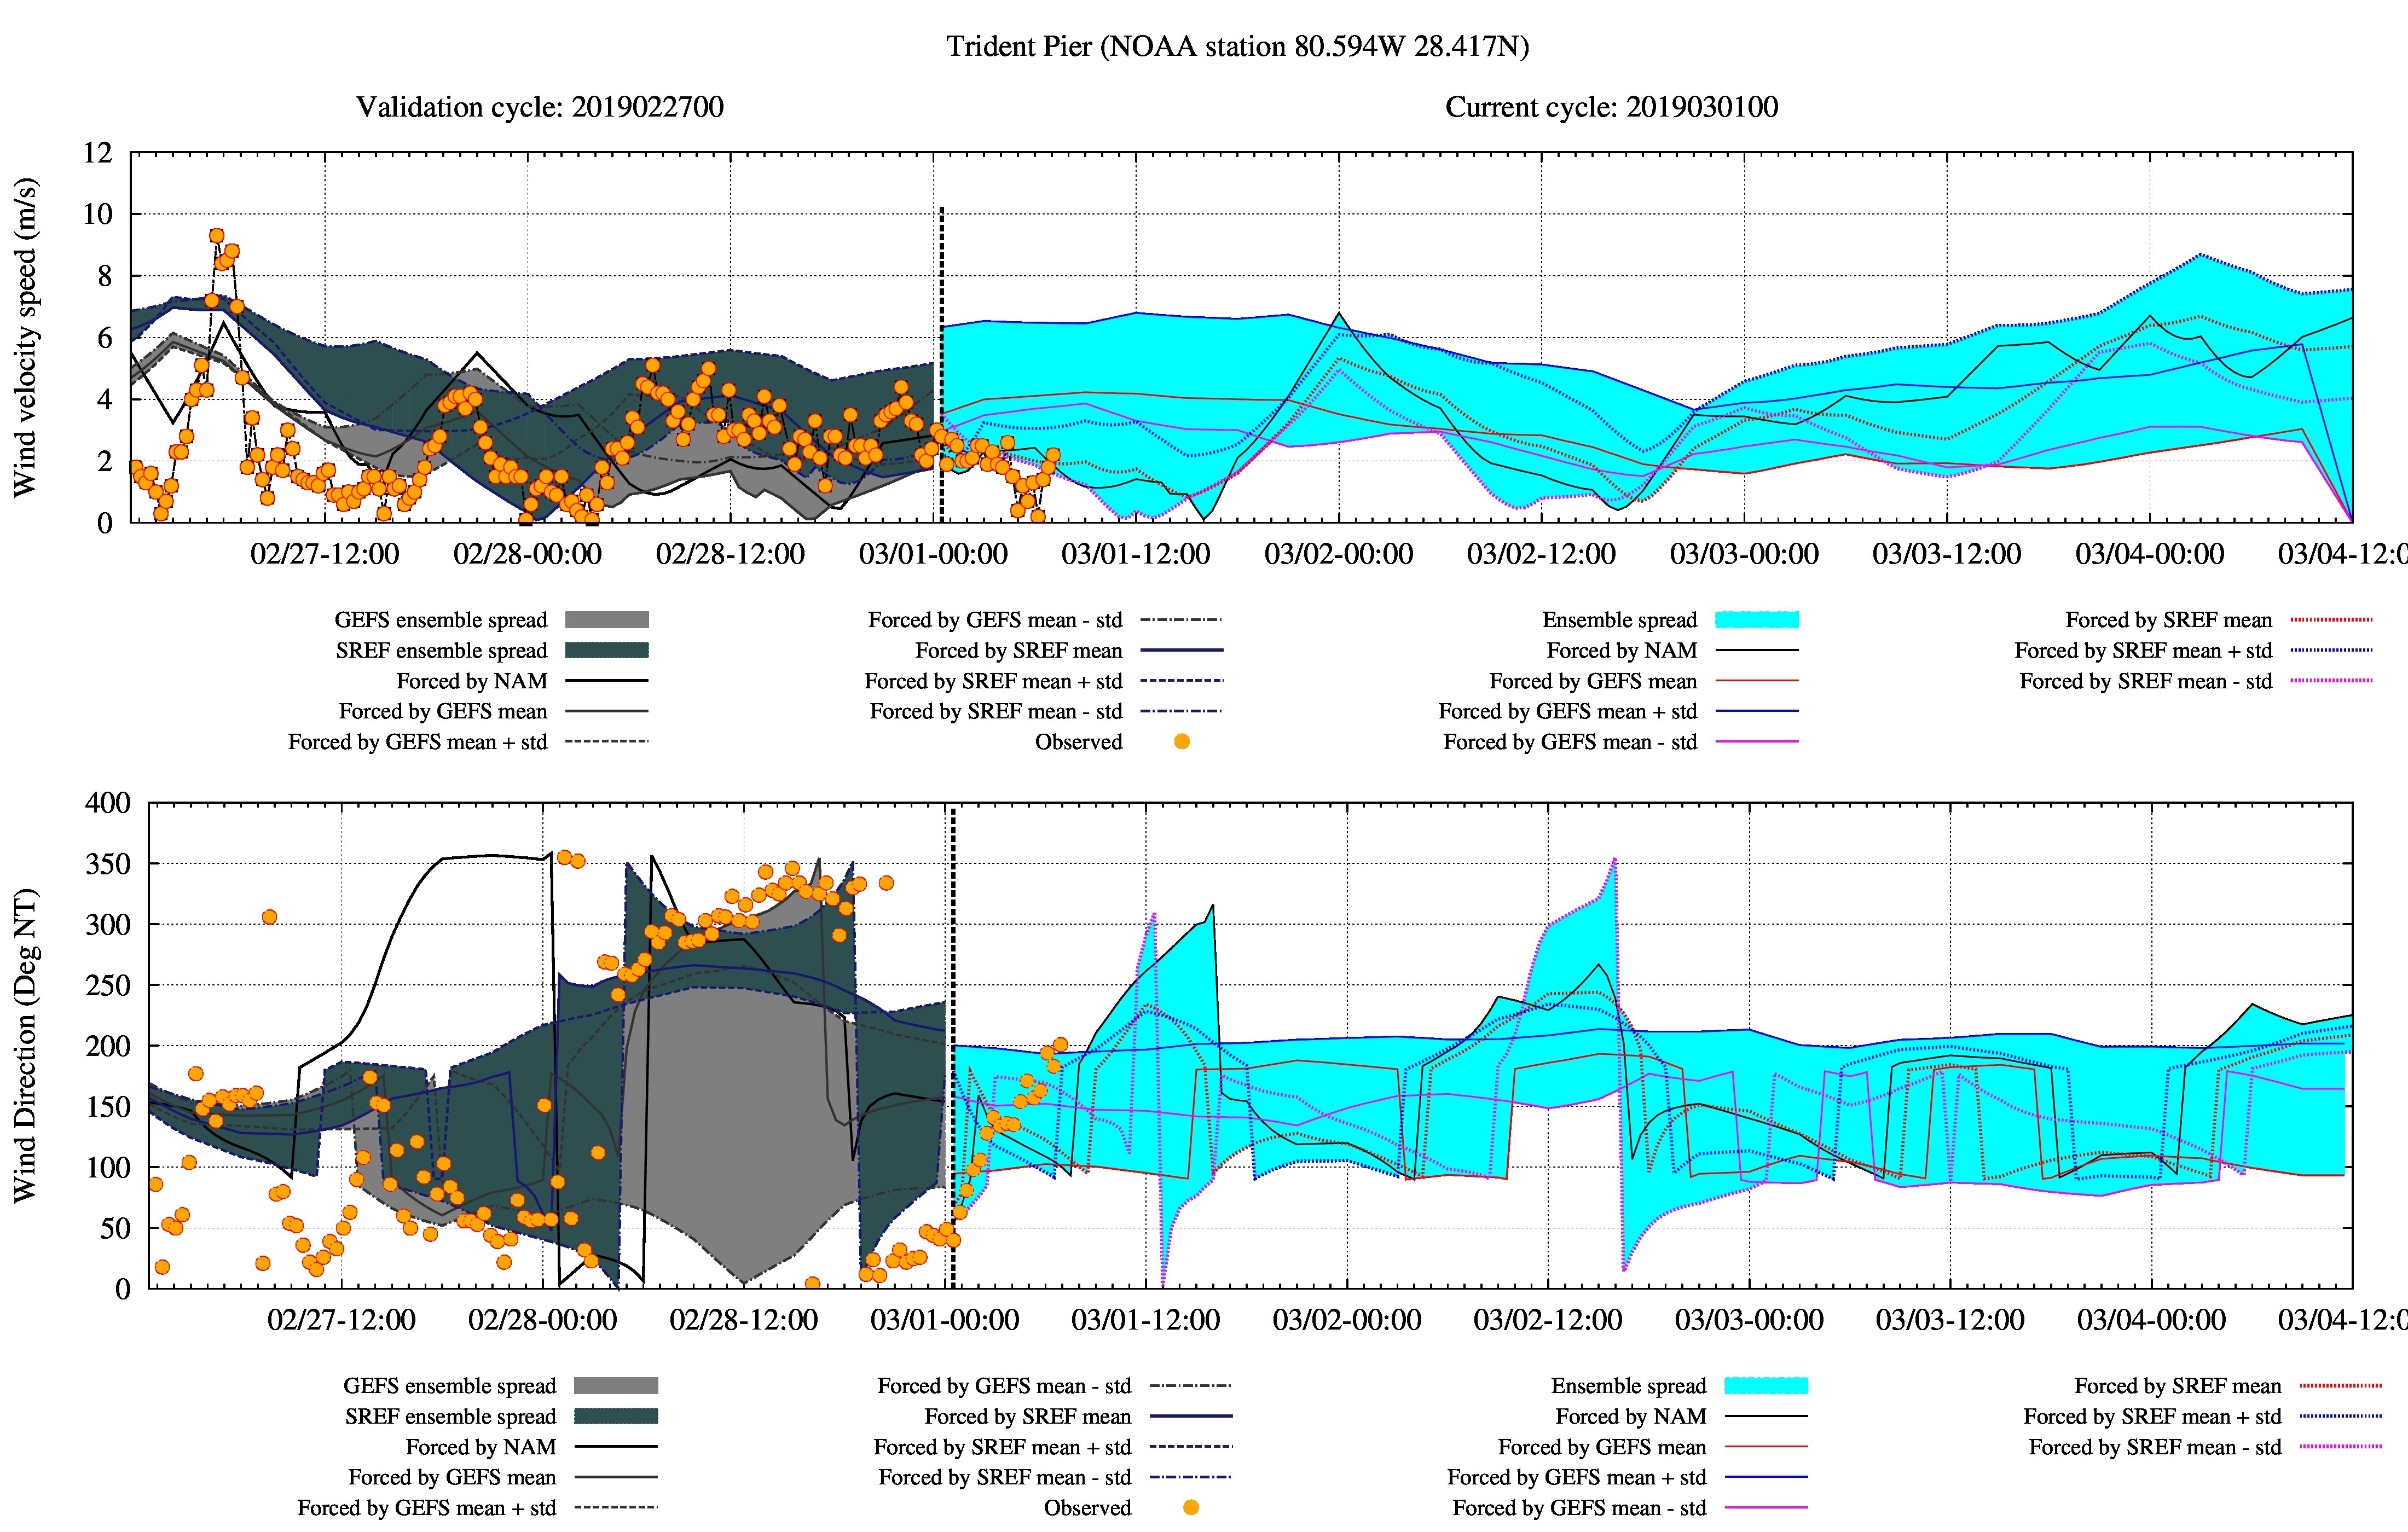 Trident Pier (NOAA station 80.594W 28.417N)
Validation cycle: 2019022700
Current cycle: 2019030100
Wind velocity speed (m/s)
12
10
8
6
4
2
0
02/27-12:00 02/28-00:00 02/28-12:00 03/01-00:00 03/01-12:00 03/02-00:00 03/02-12:00 03/03-00:00 03/03-12:00 03/04-00:00 03/04-12:0
GEFS ensemble spread
SREF ensemble spread
Forced by NAM
Forced by GEFS mean
Forced by GEFS mean + std
Forced by GEFS mean - std
Forced by SREF mean
Forced by SREF mean + std
Forced by SREF mean - std
Observed
Ensemble spread
Forced by NAM
Forced by GEFS mean
Forced by GEFS mean + std
Forced by GEFS mean - std
Forced by SREF mean
Forced by SREF mean + std
Forced by SREF mean - std
Wind Direction (Deg NT)
400
350
300
250
200
150
100
50
0
02/27-12:00 02/28-00:00 02/28-12:00 03/01-00:00 03/01-12:00 03/02-00:00 03/02-12:00 03/03-00:00 03/03-12:00 03/04-00:00 03/04-12:0
GEFS ensemble spread
SREF ensemble spread
Forced by NAM
Forced by GEFS mean
Forced by GEFS mean + std
Forced by GEFS mean - std
Forced by SREF mean
Forced by SREF mean + std
Forced by SREF mean - std
Observed
Ensemble spread
Forced by NAM
Forced by GEFS mean
Forced by GEFS mean + std
Forced by GEFS mean - std
Forced by SREF mean
Forced by SREF mean + std
Forced by SREF mean - std